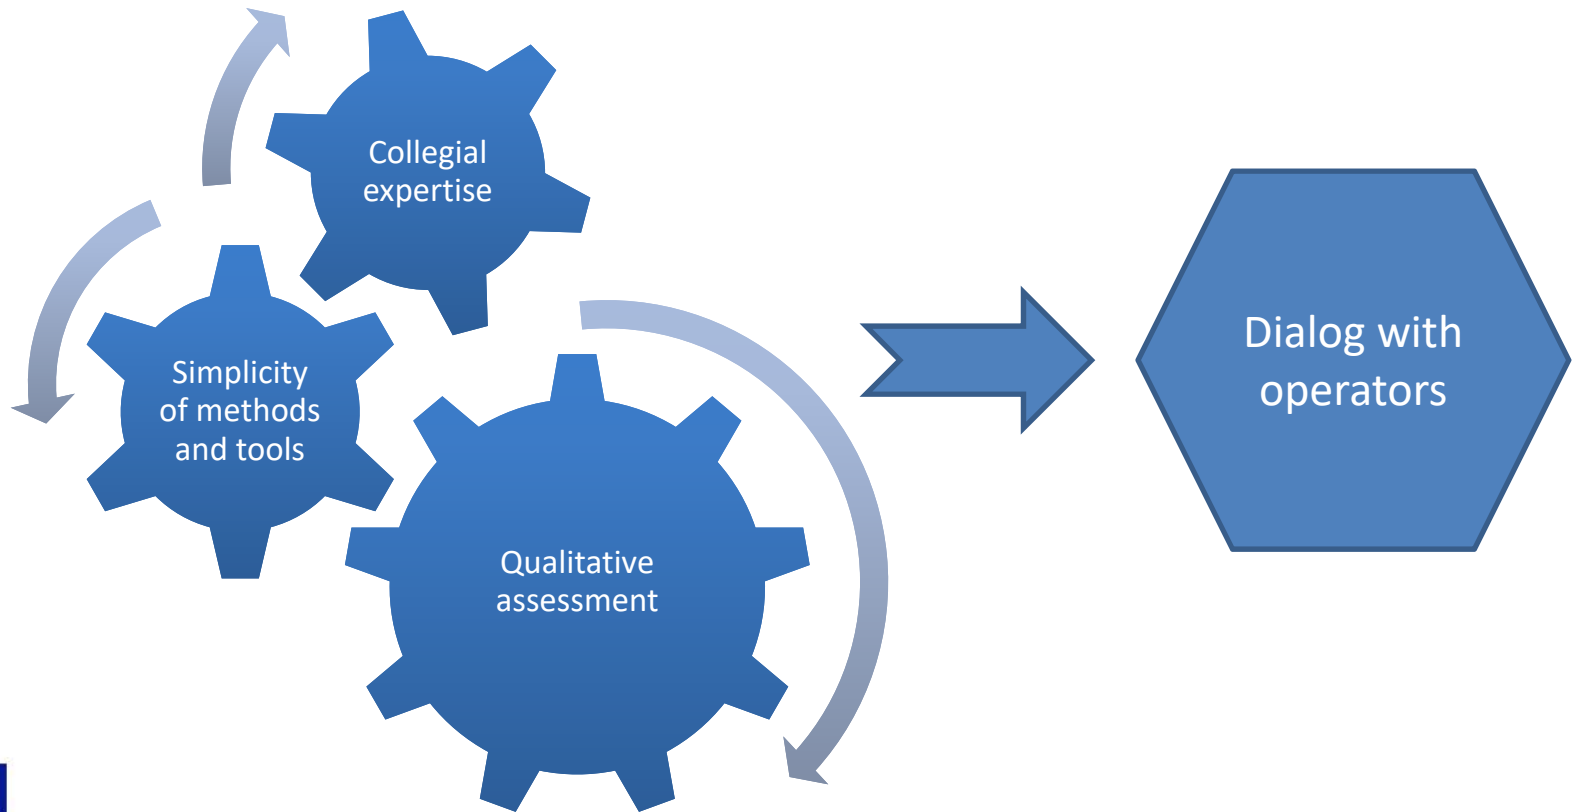 Collegial
expertise
Simplicity
of methods
and tools
Qualitative
assessment
Dialog with
operators